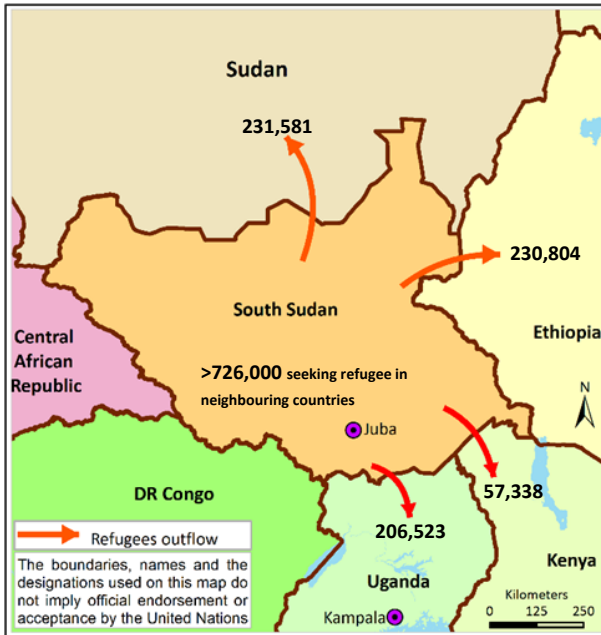 Sudan
231,581
230,804
South Sudan
Ethiopia
Central
African
Republic
>726,000 seeking refugee in
neighbouring countries
N
Juba
DR Congo
57,338
206,523
Refugees outflow
Kenya
The boundaries, names and the
designations used on this map do
not imply official endorsement or
acceptance by the United Nations
Uganda
Kampala
Kilometers
0 125 250